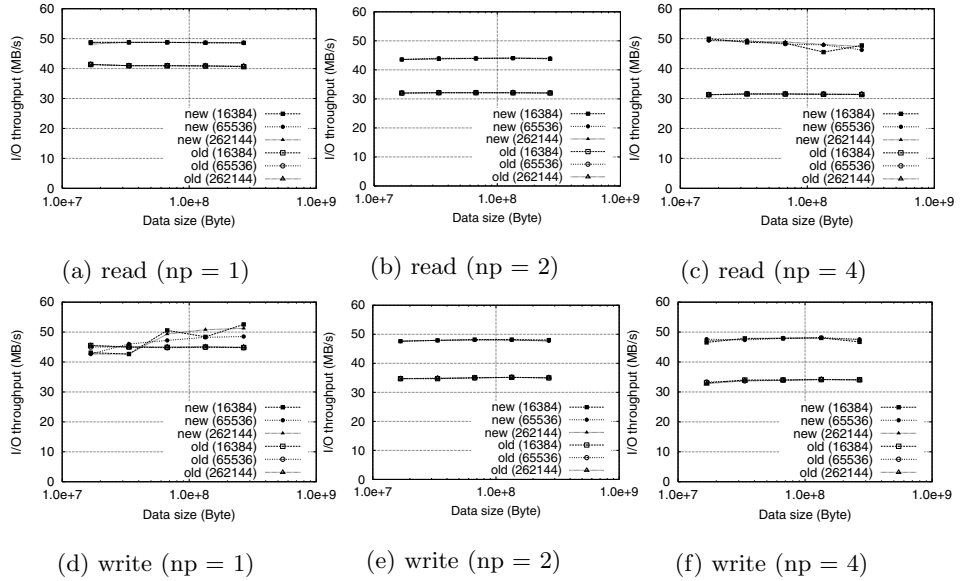 60
50
40
30
20
10
0
I/O throughput (MB/s)
new (16384)
new (65536)
new (262144)
old (16384)
old (65536)
old (262144)
1.0e+7 1.0e+8 1.0e+9
Data size (Byte)
(a) read (np = 1)
60
50
40
30
20
10
0
I/O throughput (MB/s)
new (16384)
new (65536)
new (262144)
old (16384)
old (65536)
old (262144)
1.0e+7 1.0e+8 1.0e+9
Data size (Byte)
(b) read (np = 2)
60
50
40
30
20
10
0
I/O throughput (MB/s)
new (16384)
new (65536)
new (262144)
old (16384)
old (65536)
old (262144)
1.0e+7 1.0e+8 1.0e+9
Data size (Byte)
(c) read (np = 4)
60
50
40
30
20
10
0
I/O throughput (MB/s)
new (16384)
new (65536)
new (262144)
old (16384)
old (65536)
old (262144)
1.0e+7 1.0e+8 1.0e+9
Data size (Byte)
(d) write (np = 1)
60
50
40
30
20
10
0
I/O throughput (MB/s)
new (16384)
new (65536)
new (262144)
old (16384)
old (65536)
old (262144)
1.0e+7 1.0e+8 1.0e+9
Data size (Byte)
(e) write (np = 2)
60
50
40
30
20
10
0
I/O throughput (MB/s)
new (16384)
new (65536)
new (262144)
old (16384)
old (65536)
old (262144)
1.0e+7 1.0e+8 1.0e+9
Data size (Byte)
(f) write (np = 4)